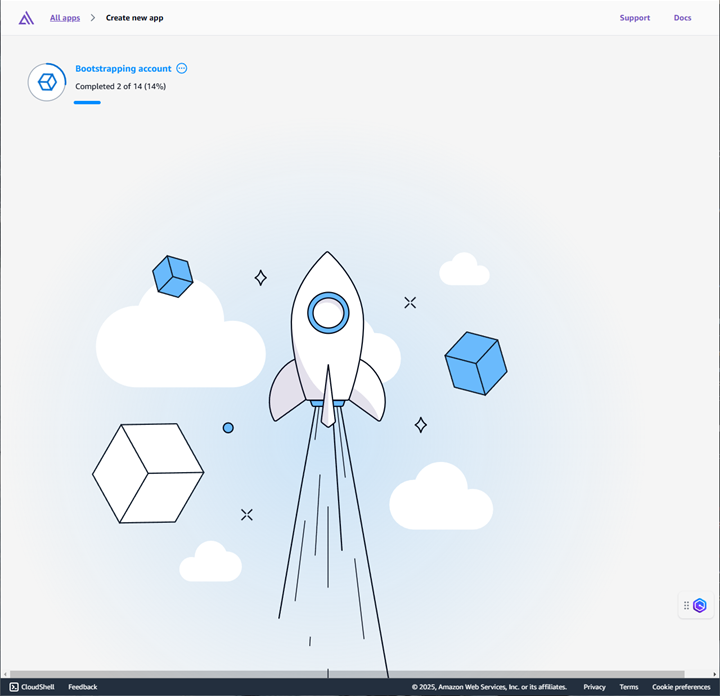 All apps
Create new app
Support
Docs
Bootstrapping account
Completed 2 of 14 (14%)
CloudShell
Feedback
© 2025, Amazon Web Services, Inc. or its affiliates.
Privacy
Terms
Cookie preferences